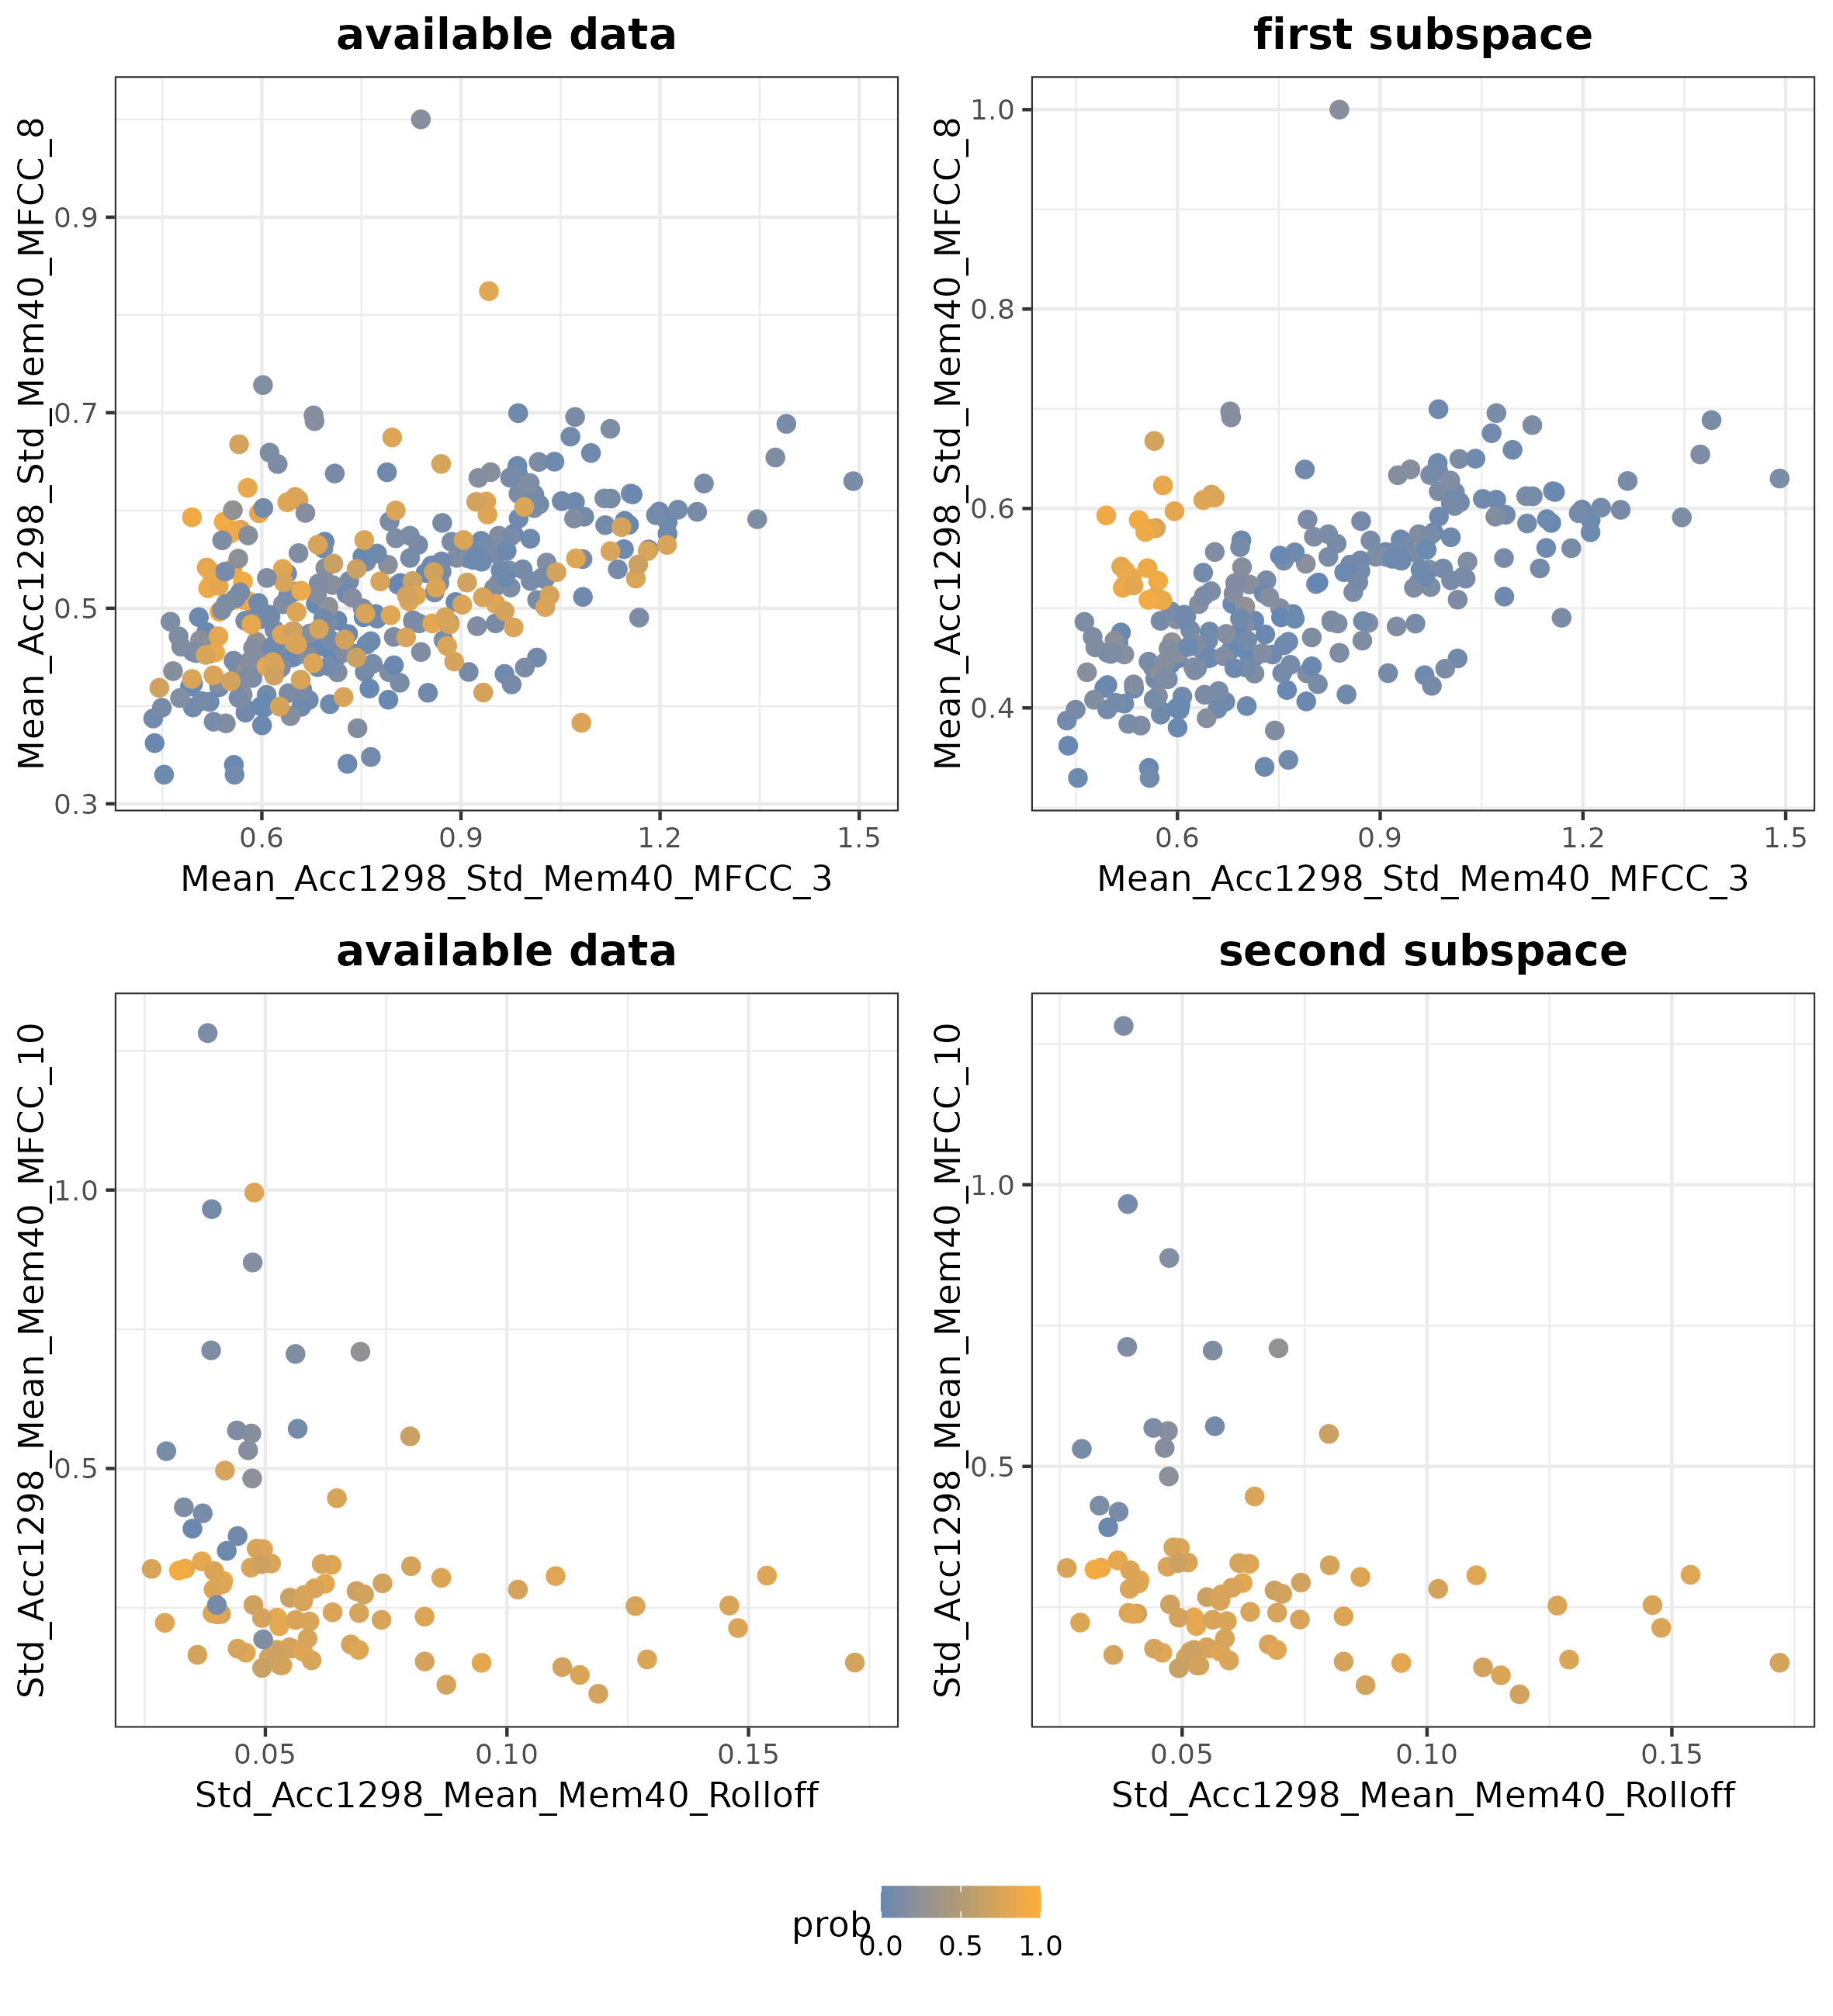 available data
first subspace
Mean_Acc1298_Std_Mem40_MFCC_8
0.9
0.7
0.5
0.3
0.6 0.9 1.2 1.5
Mean_Acc1298_Std_Mem40_MFCC_3
Mean_Acc1298_Std_Mem40_MFCC_8
1.0
0.8
0.6
0.4
0.6 0.9 1.2 1.5
Mean_Acc1298_Std_Mem40_MFCC_3
available data
second subspace
Std_Acc1298_Mean_Mem40_MFCC_10
1.0
0.5
0.05 0.10 0.15
Std_Acc1298_Mean_Mem40_Rolloff
Std_Acc1298_Mean_Mem40_MFCC_10
1.0
0.5
0.05 0.10 0.15
Std_Acc1298_Mean_Mem40_Rolloff
prob
0.0 0.5 1.0